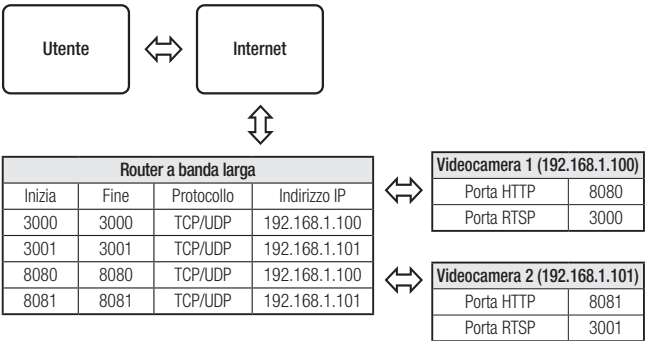 Utente
Internet
Router a banda larga
Inizia Fine Protocollo Indirizzo IP
3000 3000 TCP/UDP 192.168.1.100
3001 3001 TCP/UDP 192.168.1.101
8080 8080 TCP/UDP 192.168.1.100
8081 8081 TCP/UDP 192.168.1.101
Videocamera 1 (192.168.1.100)
Porta HTTP 8080
Porta RTSP 3000
Videocamera 2 (192.168.1.101)
Porta HTTP 8081
Porta RTSP 3001